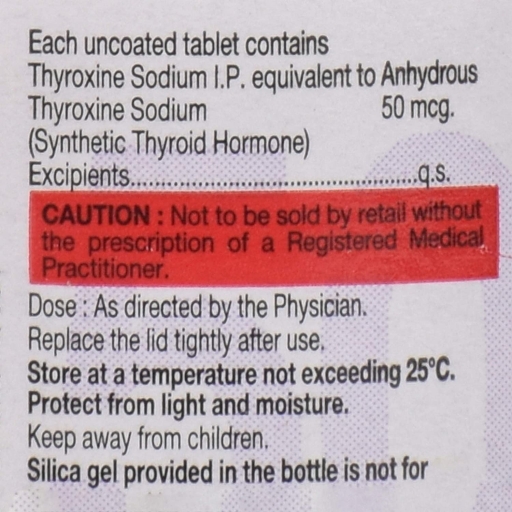 Each uncoated tablet contains
Thyroxine Sodium I.P. equivalent to Anhydrous
Thyroxine Sodium 50 mcg.
(Synthetic Thyroid Hormone)
Excipients................................................q.s.
CAUTION : Not to be sold by retail without
the prescription of a Registered Medical
Practitioner.
Dose : As directed by the Physician.
Replace the lid tightly after use.
Store at a temperature not exceeding 25°C.
Protect from light and moisture.
Keep away from children.
Silica gel provided in the bottle is not for